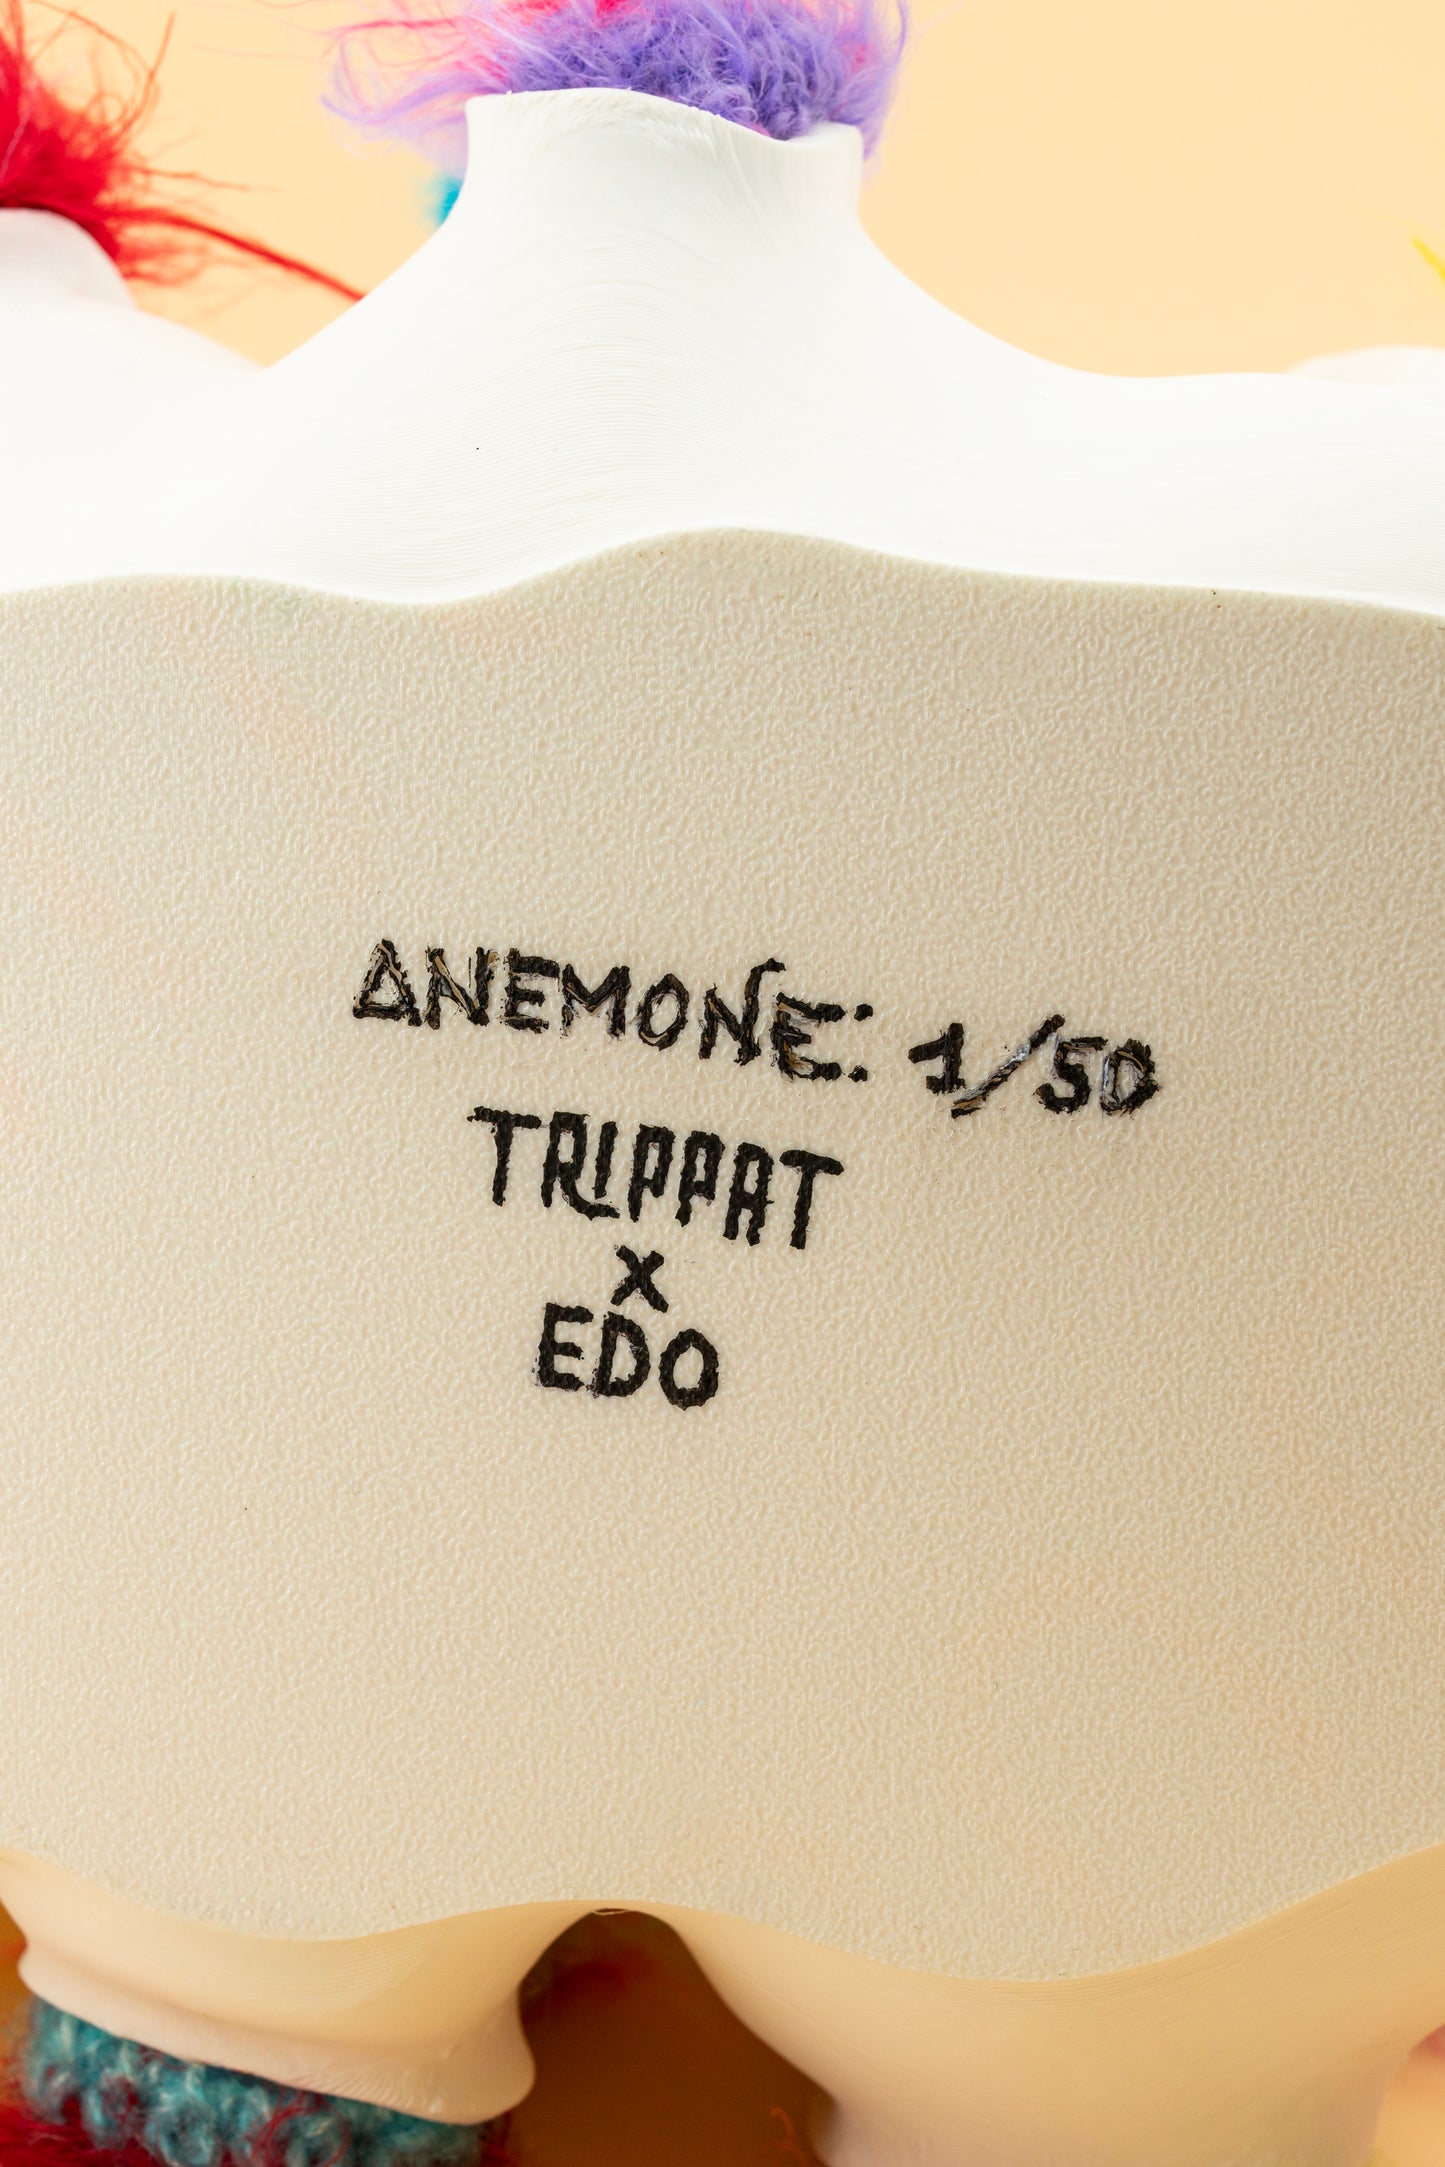 ANEMONE: 1/50
TRIPPAT
x
EDO